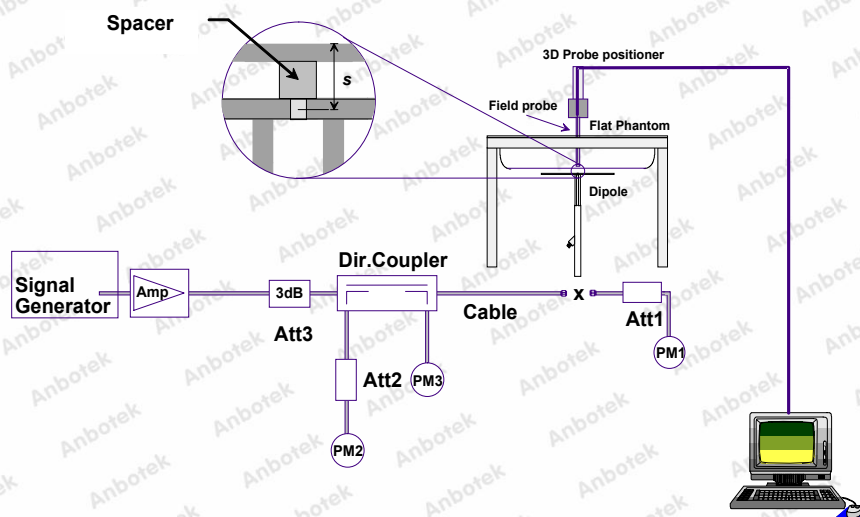 Spacer
s
3D Probe positioner
Field probe
Flat Phantom
Dipole
Signal
Generator
Amp
3dB
Att3
Dir.Coupler
Cable
x
Att1
PM1
Att2
PM3
PM2
Anbotek